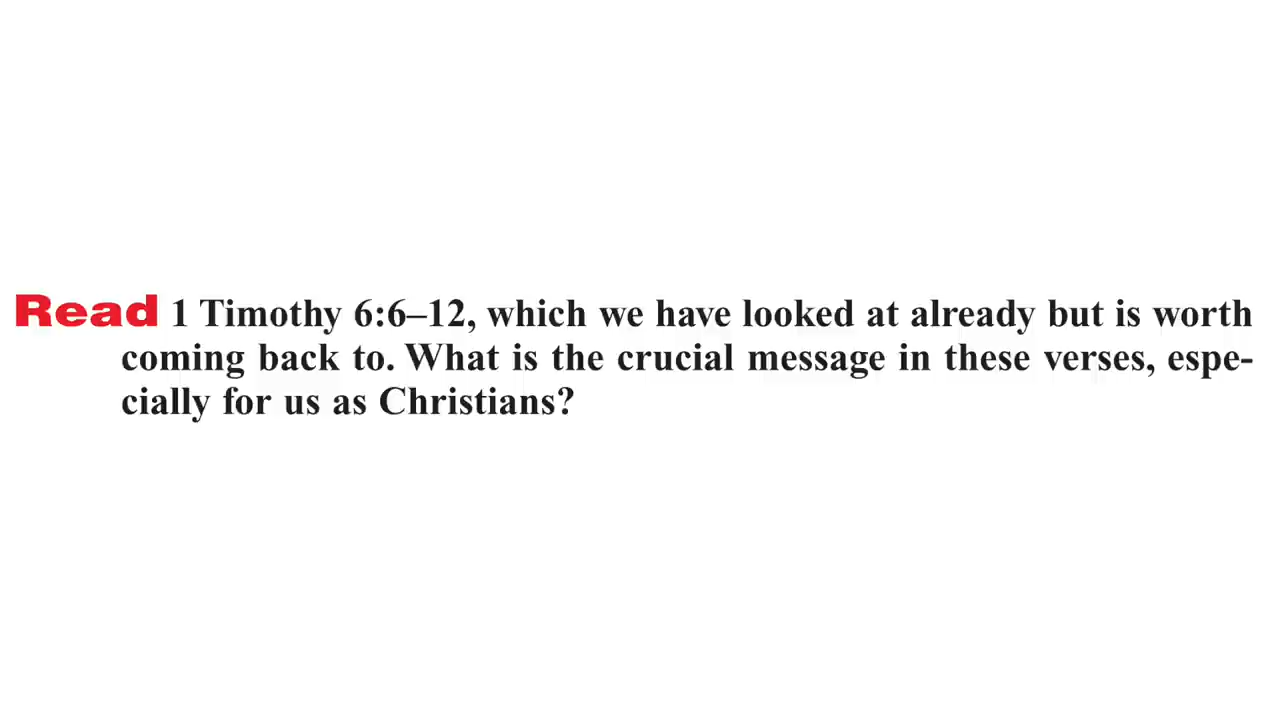 Read 1 Timothy 6:6–12, which we have looked at already but is worth
coming back to. What is the crucial message in these verses, espe-
cially for us as Christians?